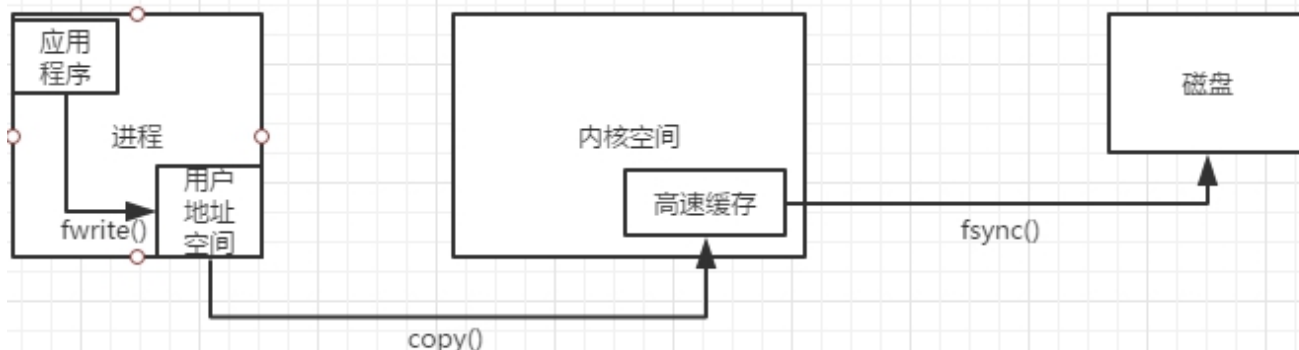 应用
程序
进程
用户
地址
空间
fwrite()
内核空间
高速缓存
磁盘
fsync()
copy()